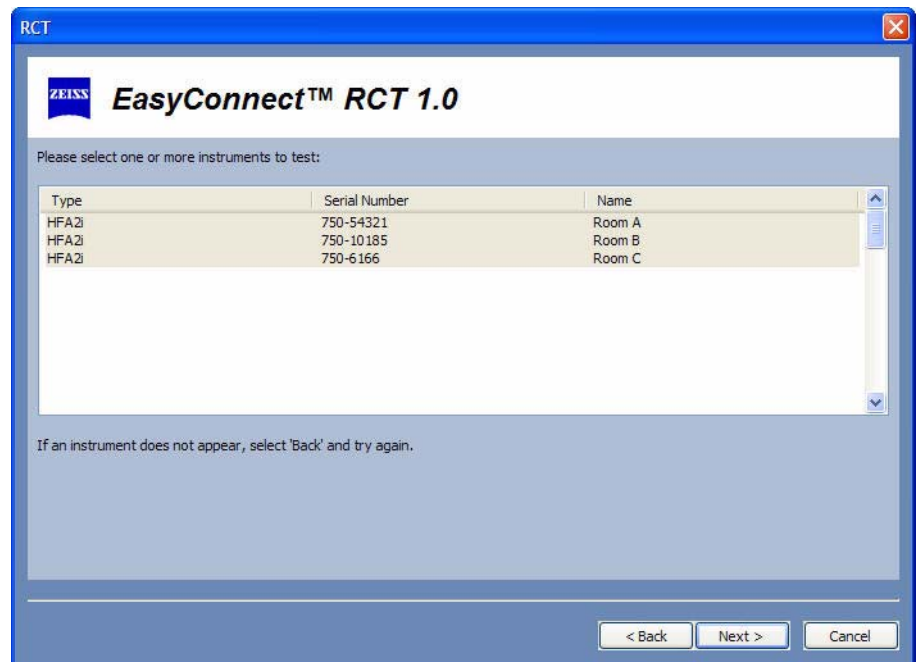 RCT
ZEISS
EasyConnect™ RCT 1.0
Please select one or more instruments to test:
Type Serial Number Name
HFA2i 750-54321 Room A
HFA2i 750-10185 Room B
HFA2i 750-6166 Room C
If an instrument does not appear, select 'Back' and try again.
< Back Next > Cancel